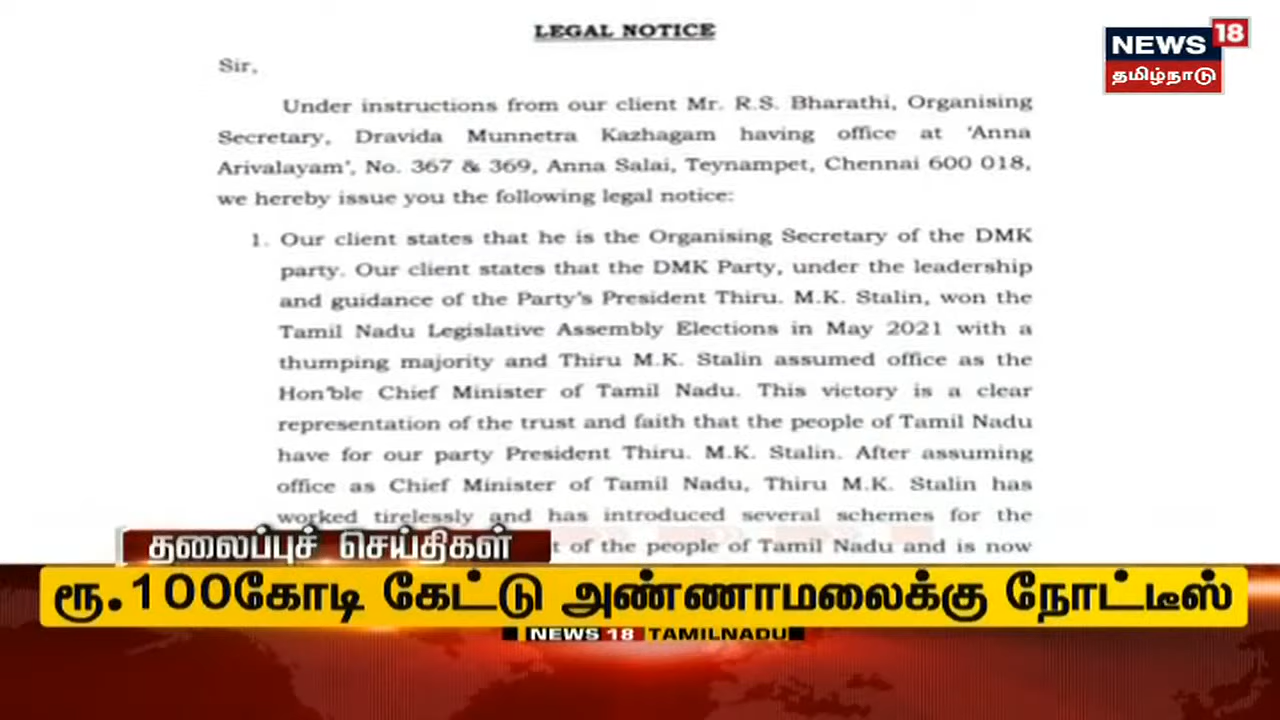 LEGAL NOTICE
NEWS 18
தமிழ்நாடு
Sir,
Under instructions from our client Mr. R.S. Bharathi, Organising
Secretary, Dravida Munnetra Kazhagam having office at 'Anna
Arivalayam', No. 367 & 369, Anna Salai, Teynampet, Chennai 600 018,
we hereby issue you the following legal notice:
1. Our client states that he is the Organising Secretary of the DMK
party. Our client states that the DMK Party, under the leadership
and guidance of the Party's President Thiru. M.K. Stalin, won the
Tamil Nadu Legislative Assembly Elections in May 2021 with a
thumping majority and Thiru M.K. Stalin assumed office as the
Hon'ble Chief Minister of Tamil Nadu. This victory is a clear
representation of the trust and faith that the people of Tamil Nadu
have for our party President Thiru. M.K. Stalin. After assuming
office as Chief Minister of Tamil Nadu, Thiru M.K. Stalin has
worked tirelessly and has introduced several schemes for the
of the people of Tamil Nadu and is now
தலைப்புச் செய்திகள்
ரூ.100கோடி கேட்டு அண்ணாமலைக்கு நோட்டீஸ்
NEWS 18 TAMILNADU